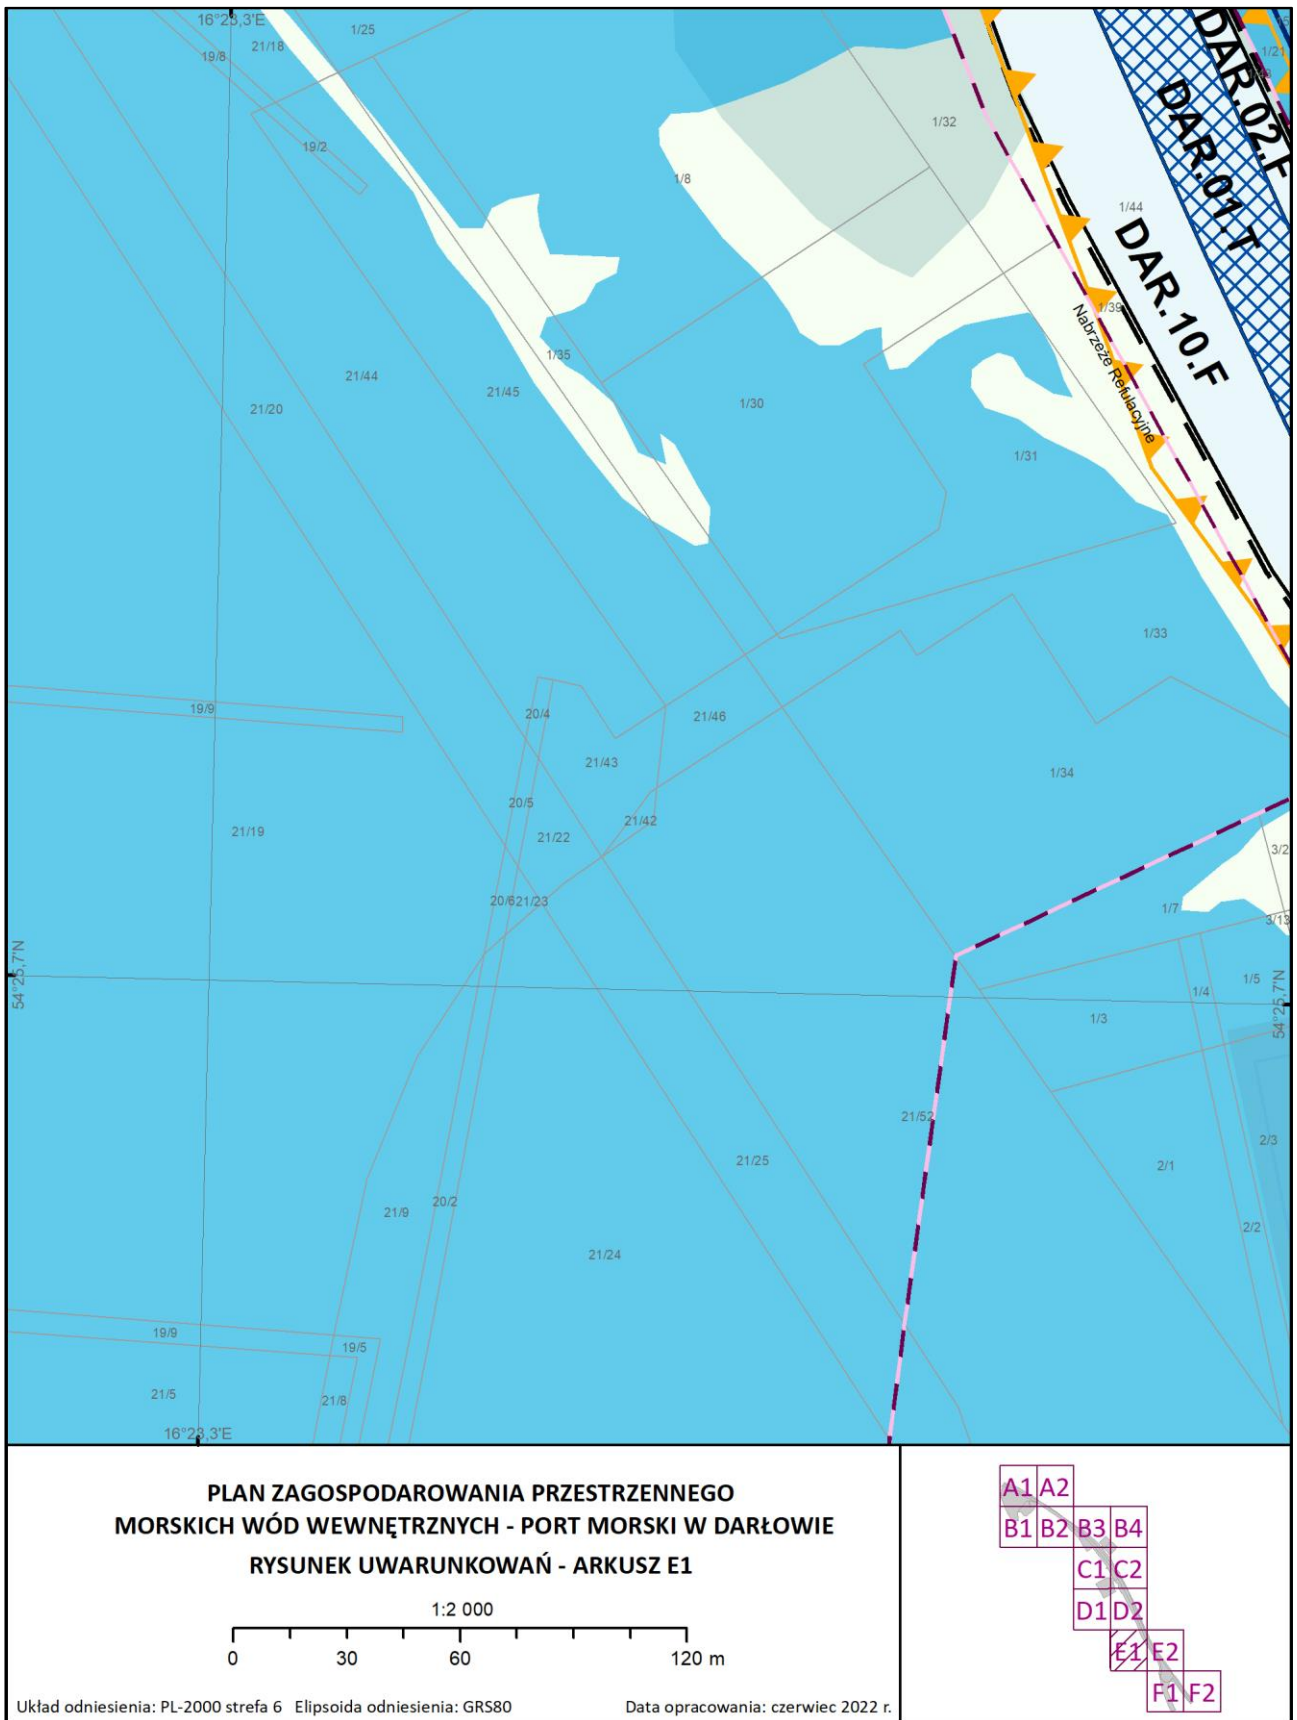 16°23,3'E
21/18
1/25
19/8
19/2
1/8
1/32
1/21
DAR.02.F
DAR.01.T
1/44
DAR.10.F
1/39
Nabrzeże Refulacyjne
1/35
21/44
21/45
21/20
1/30
1/31
1/33
19/9
20/4
21/46
21/43
1/34
20/5
21/42
21/22
21/19
3/2
20/6
21/23
1/7
3/13
54°25,7'N
54°25,7'N
1/5
1/4
1/3
21/52
2/3
21/25
2/1
20/2
21/9
2/2
21/24
19/9
19/5
21/5
21/8
16°23,3'E
PLAN ZAGOSPODAROWANIA PRZESTRZENNEGO
MORSKICH WÓD WEWNĘTRZNYCH - PORT MORSKI W DARŁOWIE
RYSUNEK UWARUNKOWAŃ - ARKUSZ E1
1:2 000
0 30 60 120 m
Układ odniesienia: PL-2000 strefa 6 Elipsoida odniesienia: GRS80 Data opracowania: czerwiec 2022 r.
A1 A2
B1 B2 B3 B4
C1 C2
D1 D2
E1 E2
F1 F2